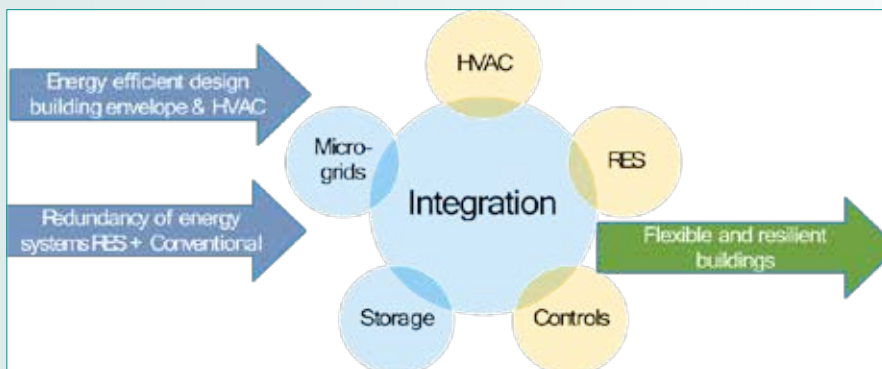 Energy efficient design
building envelope & HVAC
HVAC
Micro-
grids
RES
Integration
Redundancy of energy
systems RES + Conventional
Flexible and resilient
buildings
Storage
Controls